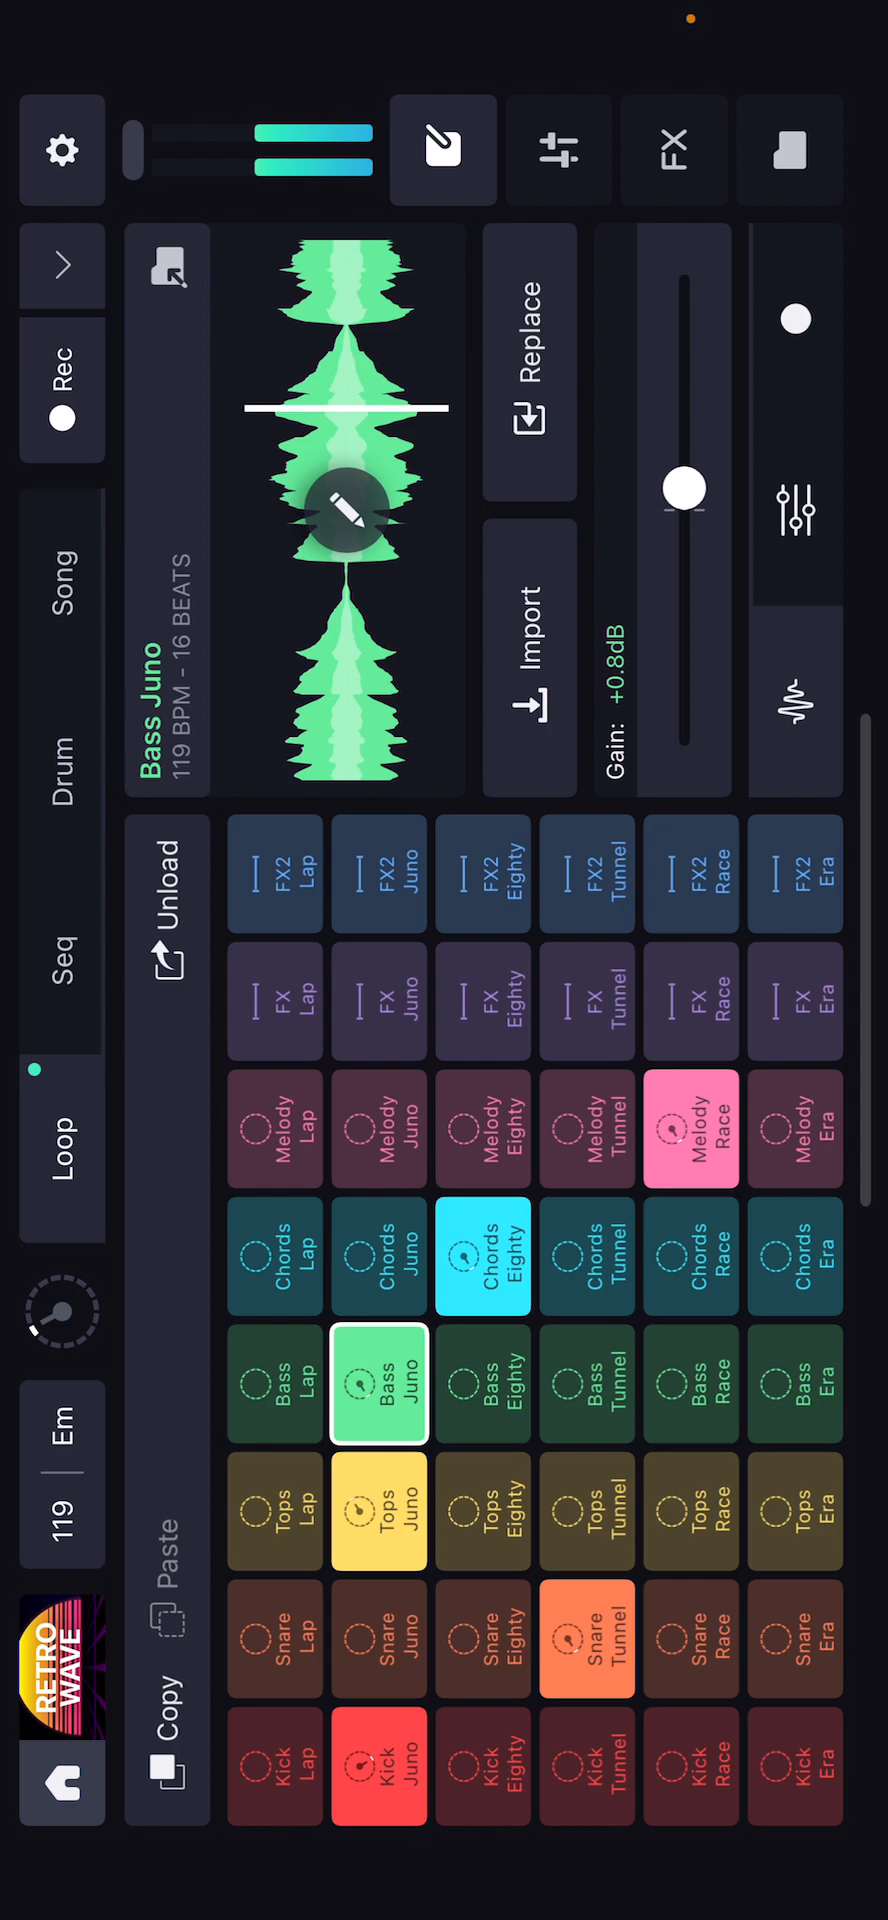 RETRO
WAVE
119 | Em
Loop
Seq
Drum
Song
Rec
FX
Copy
Paste
Unload
Bass Juno
119 BPM - 16 BEATS
Import
Replace
Gain: +0.8dB
Kick Lap
Snare Lap
Tops Lap
Bass Lap
Chords Lap
Melody Lap
FX Lap
FX2 Lap
Kick Juno
Snare Juno
Tops Juno
Bass Juno
Chords Juno
Melody Juno
FX Juno
FX2 Juno
Kick Eighty
Snare Eighty
Tops Eighty
Bass Eighty
Chords Eighty
Melody Eighty
FX Eighty
FX2 Eighty
Kick Tunnel
Snare Tunnel
Tops Tunnel
Bass Tunnel
Chords Tunnel
Melody Tunnel
FX Tunnel
FX2 Tunnel
Kick Race
Snare Race
Tops Race
Bass Race
Chords Race
Melody Race
FX Race
FX2 Race
Kick Era
Snare Era
Tops Era
Bass Era
Chords Era
Melody Era
FX Era
FX2 Era